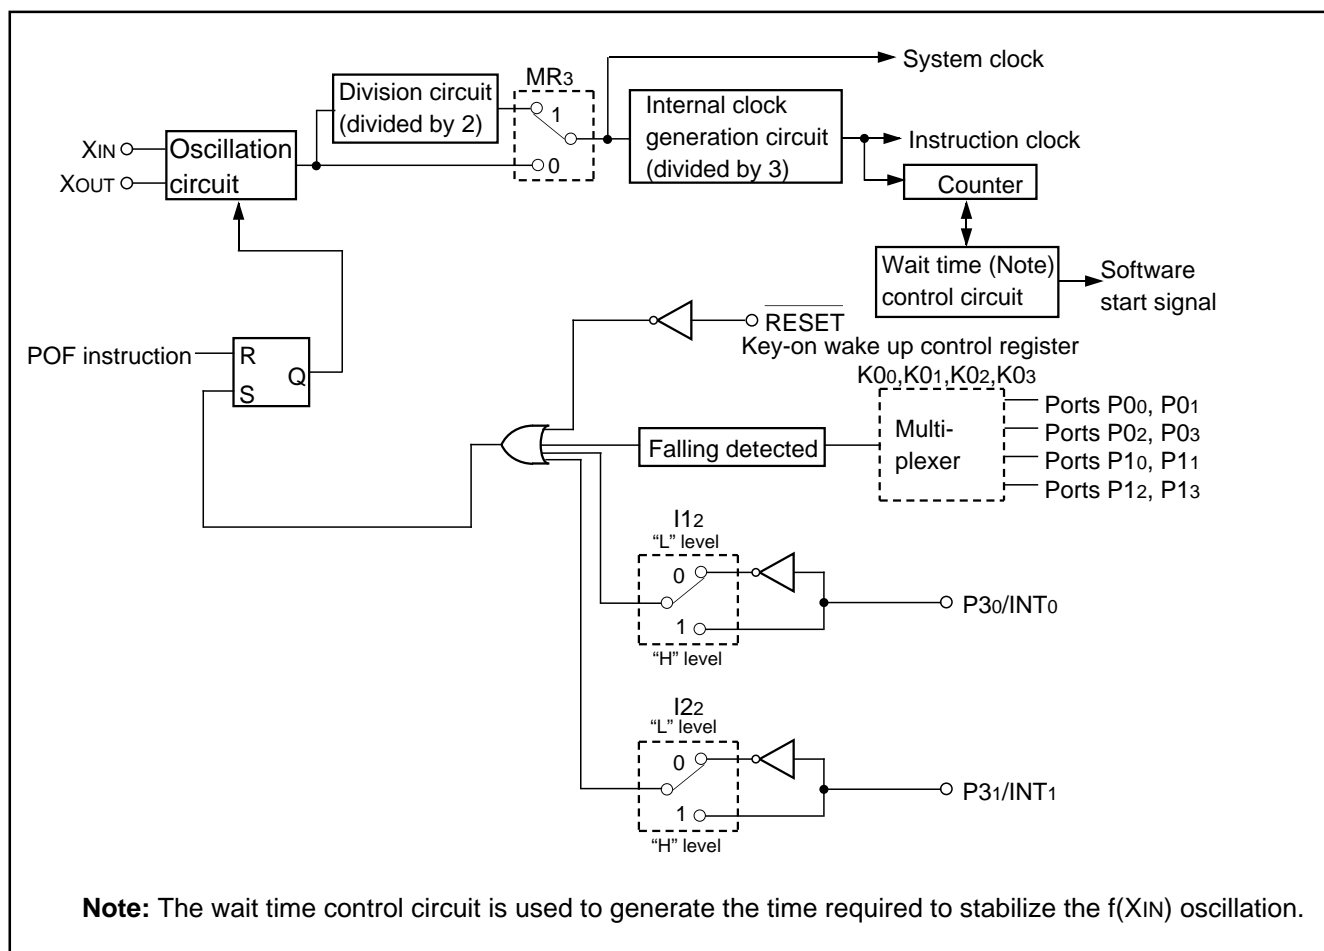 System clock
MR3
Division circuit
(divided by 2)
1
0
Internal clock
generation circuit
(divided by 3)
Instruction clock
XIN
XOUT
Oscillation
circuit
Counter
Wait time (Note)
control circuit
Software
start signal
RESET
POF instruction
R
S
Q
Key-on wake up control register
K00,K01,K02,K03
Multi-
plexer
Ports P00, P01
Ports P02, P03
Ports P10, P11
Ports P12, P13
Falling detected
I12
“L” level
0
1
“H” level
P30/INT0
I22
“L” level
0
1
“H” level
P31/INT1
Note: The wait time control circuit is used to generate the time required to stabilize the f(XIN) oscillation.